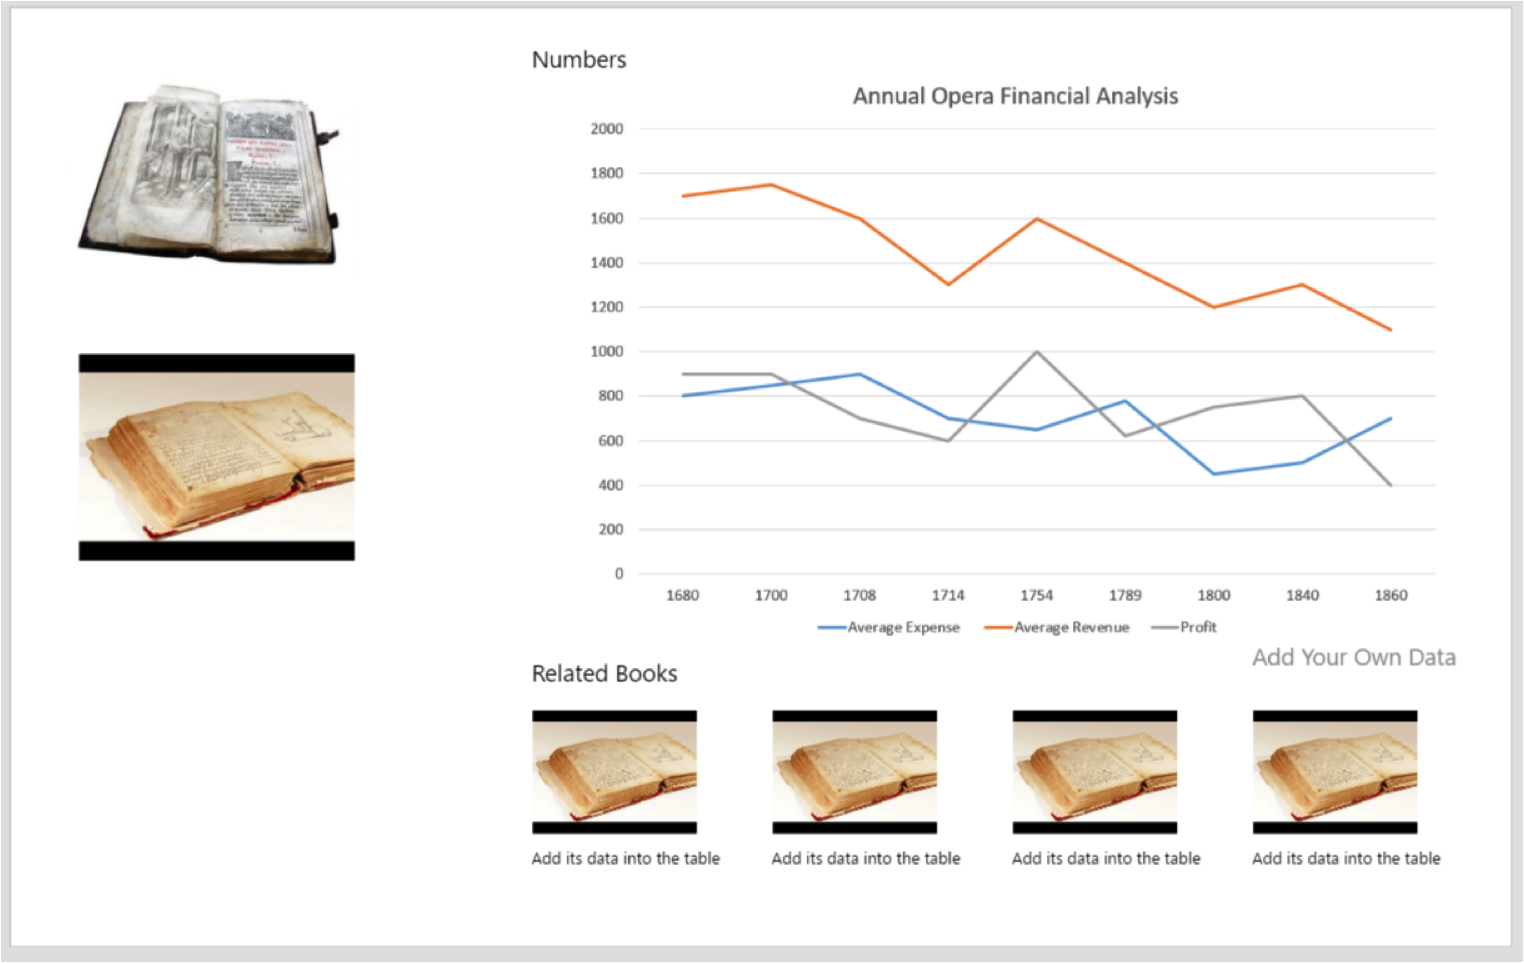 Numbers
Annual Opera Financial Analysis
2000
1800
1600
1400
1200
1000
800
600
400
200
0
1680 1700 1708 1714 1754 1789 1800 1840 1860
Average Expense Average Revenue Profit
Add Your Own Data
Related Books
Add its data into the table Add its data into the table Add its data into the table Add its data into the table